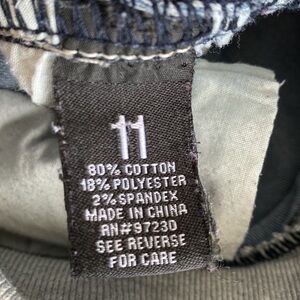 11
80% COTTON
18% POLYESTER
2% SPANDEX
MADE IN CHINA
RN#97230
SEE REVERSE
FOR CARE